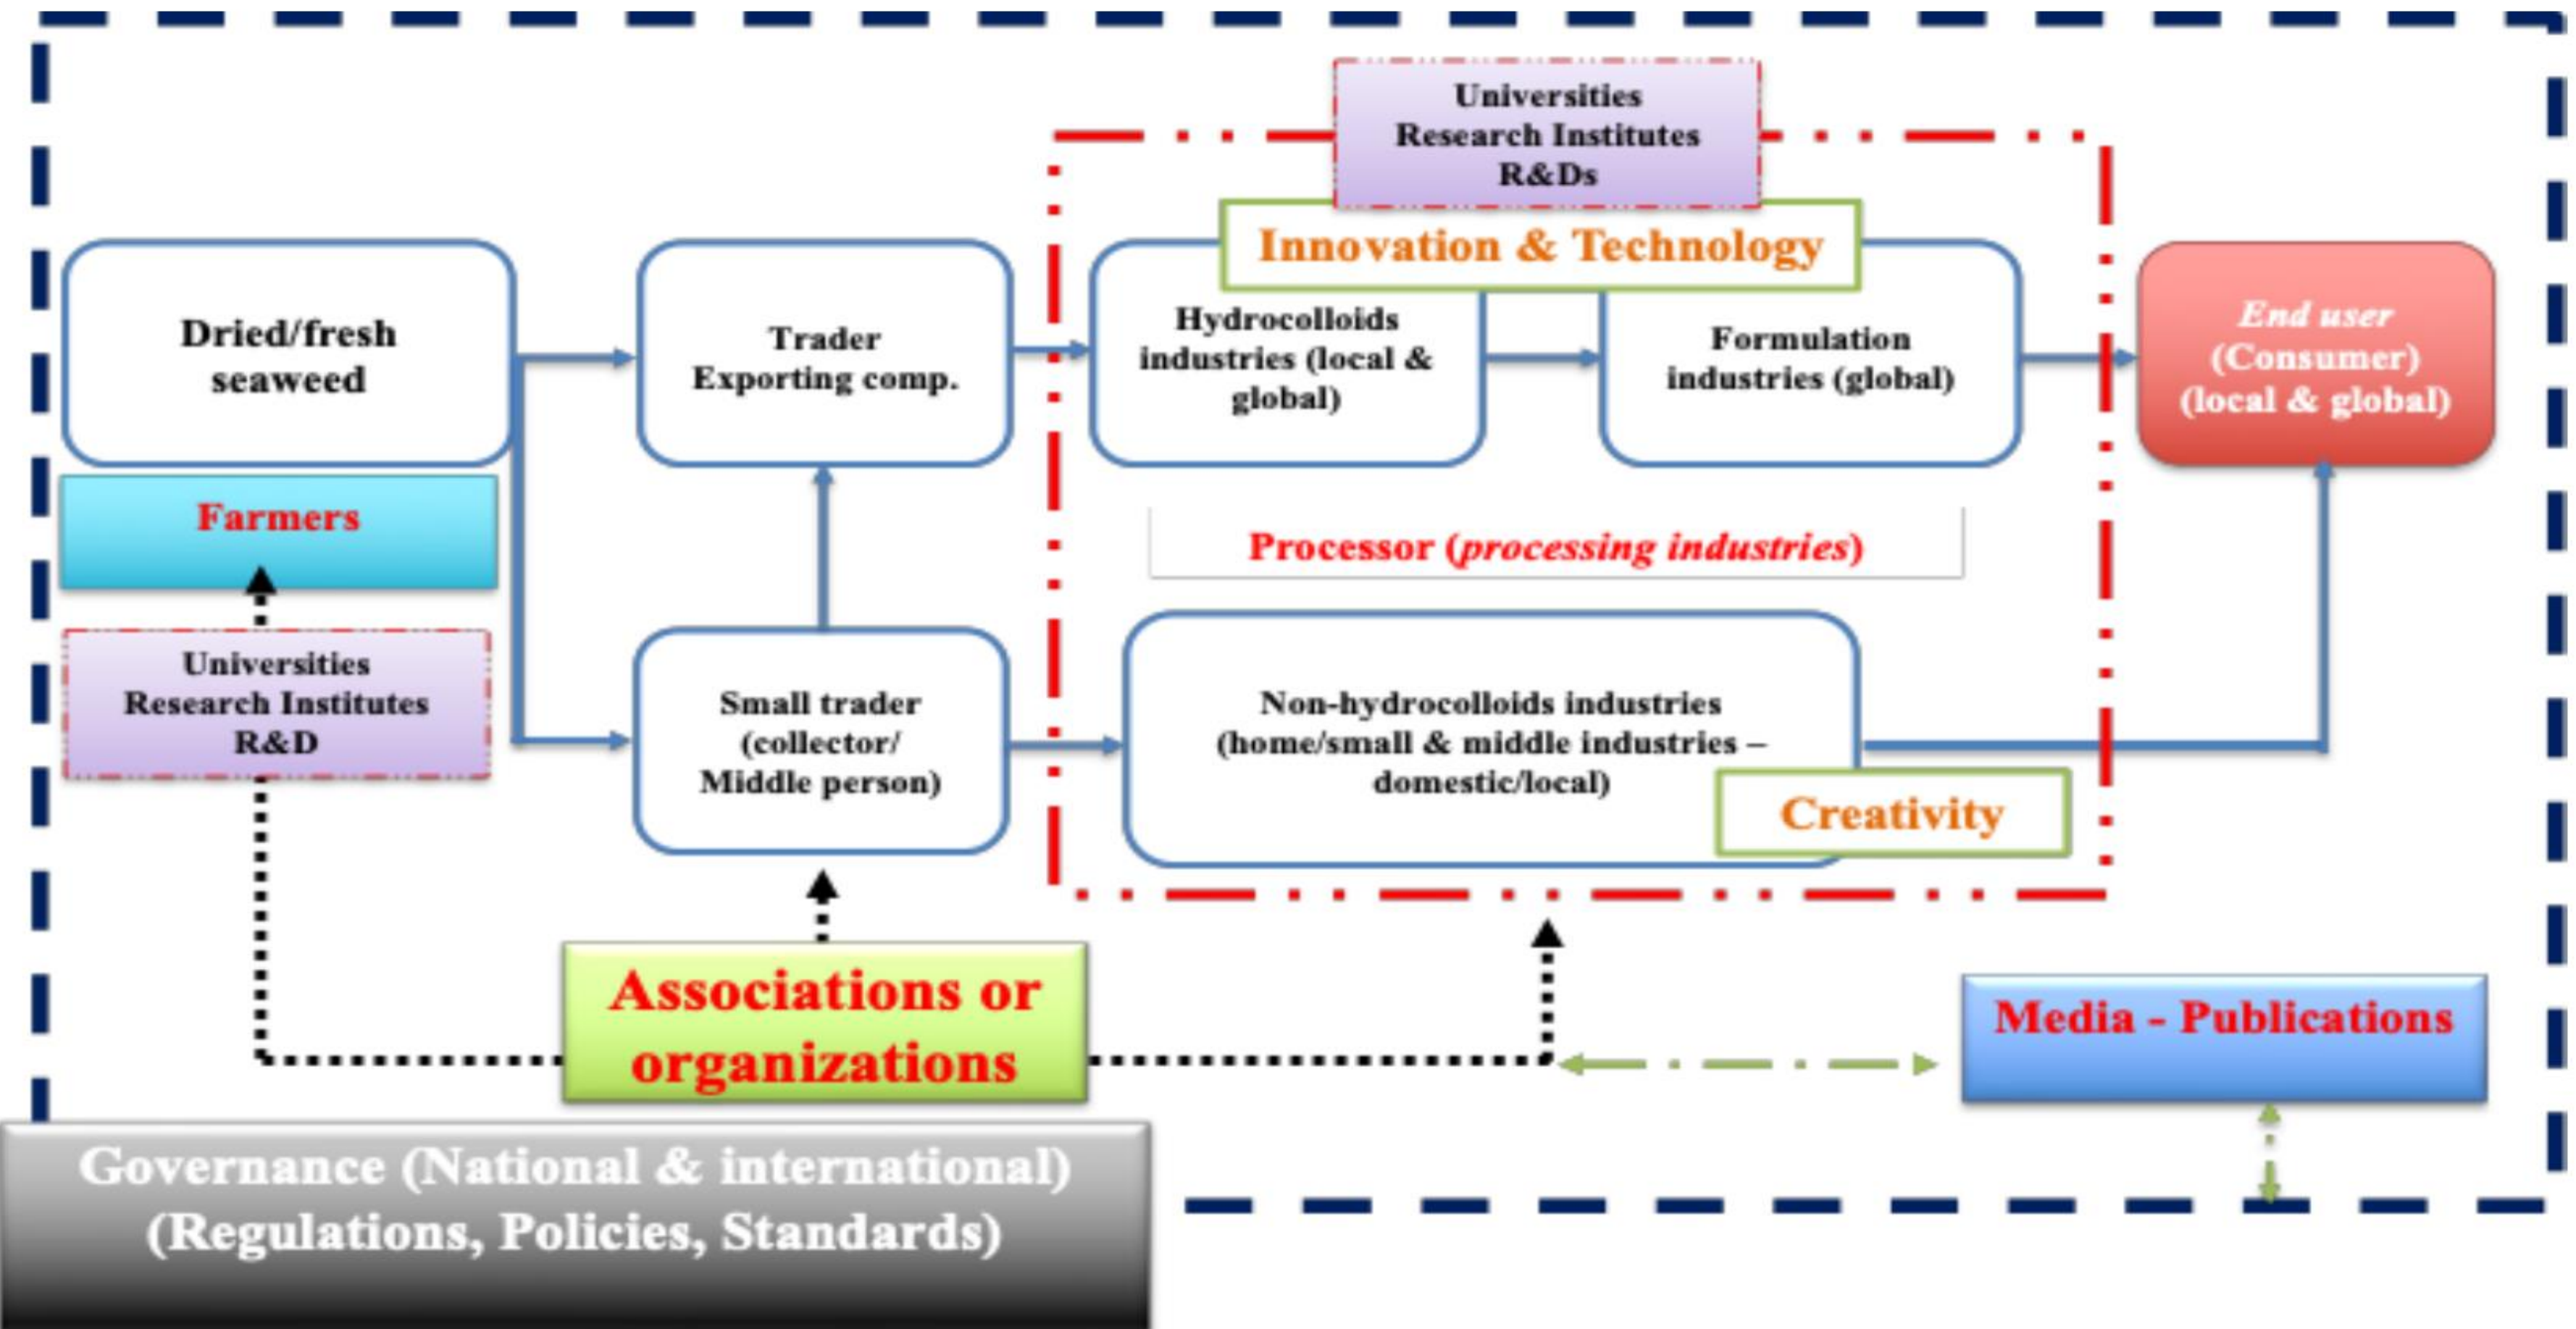 Universities
Research Institutes
R&Ds
Innovation & Technology
Dried/fresh
seaweed
Trader
Exporting comp.
Hydrocolloids
industries (local &
global)
Formulation
industries (global)
End user
(Consumer)
(local & global)
Farmers
Processor (processing industries)
Universities
Research Institutes
R&D
Small trader
(collector/
Middle person)
Non-hydrocolloids industries
(home/small & middle industries –
domestic/local)
Creativity
Associations or
organizations
Media - Publications
Governance (National & international)
(Regulations, Policies, Standards)